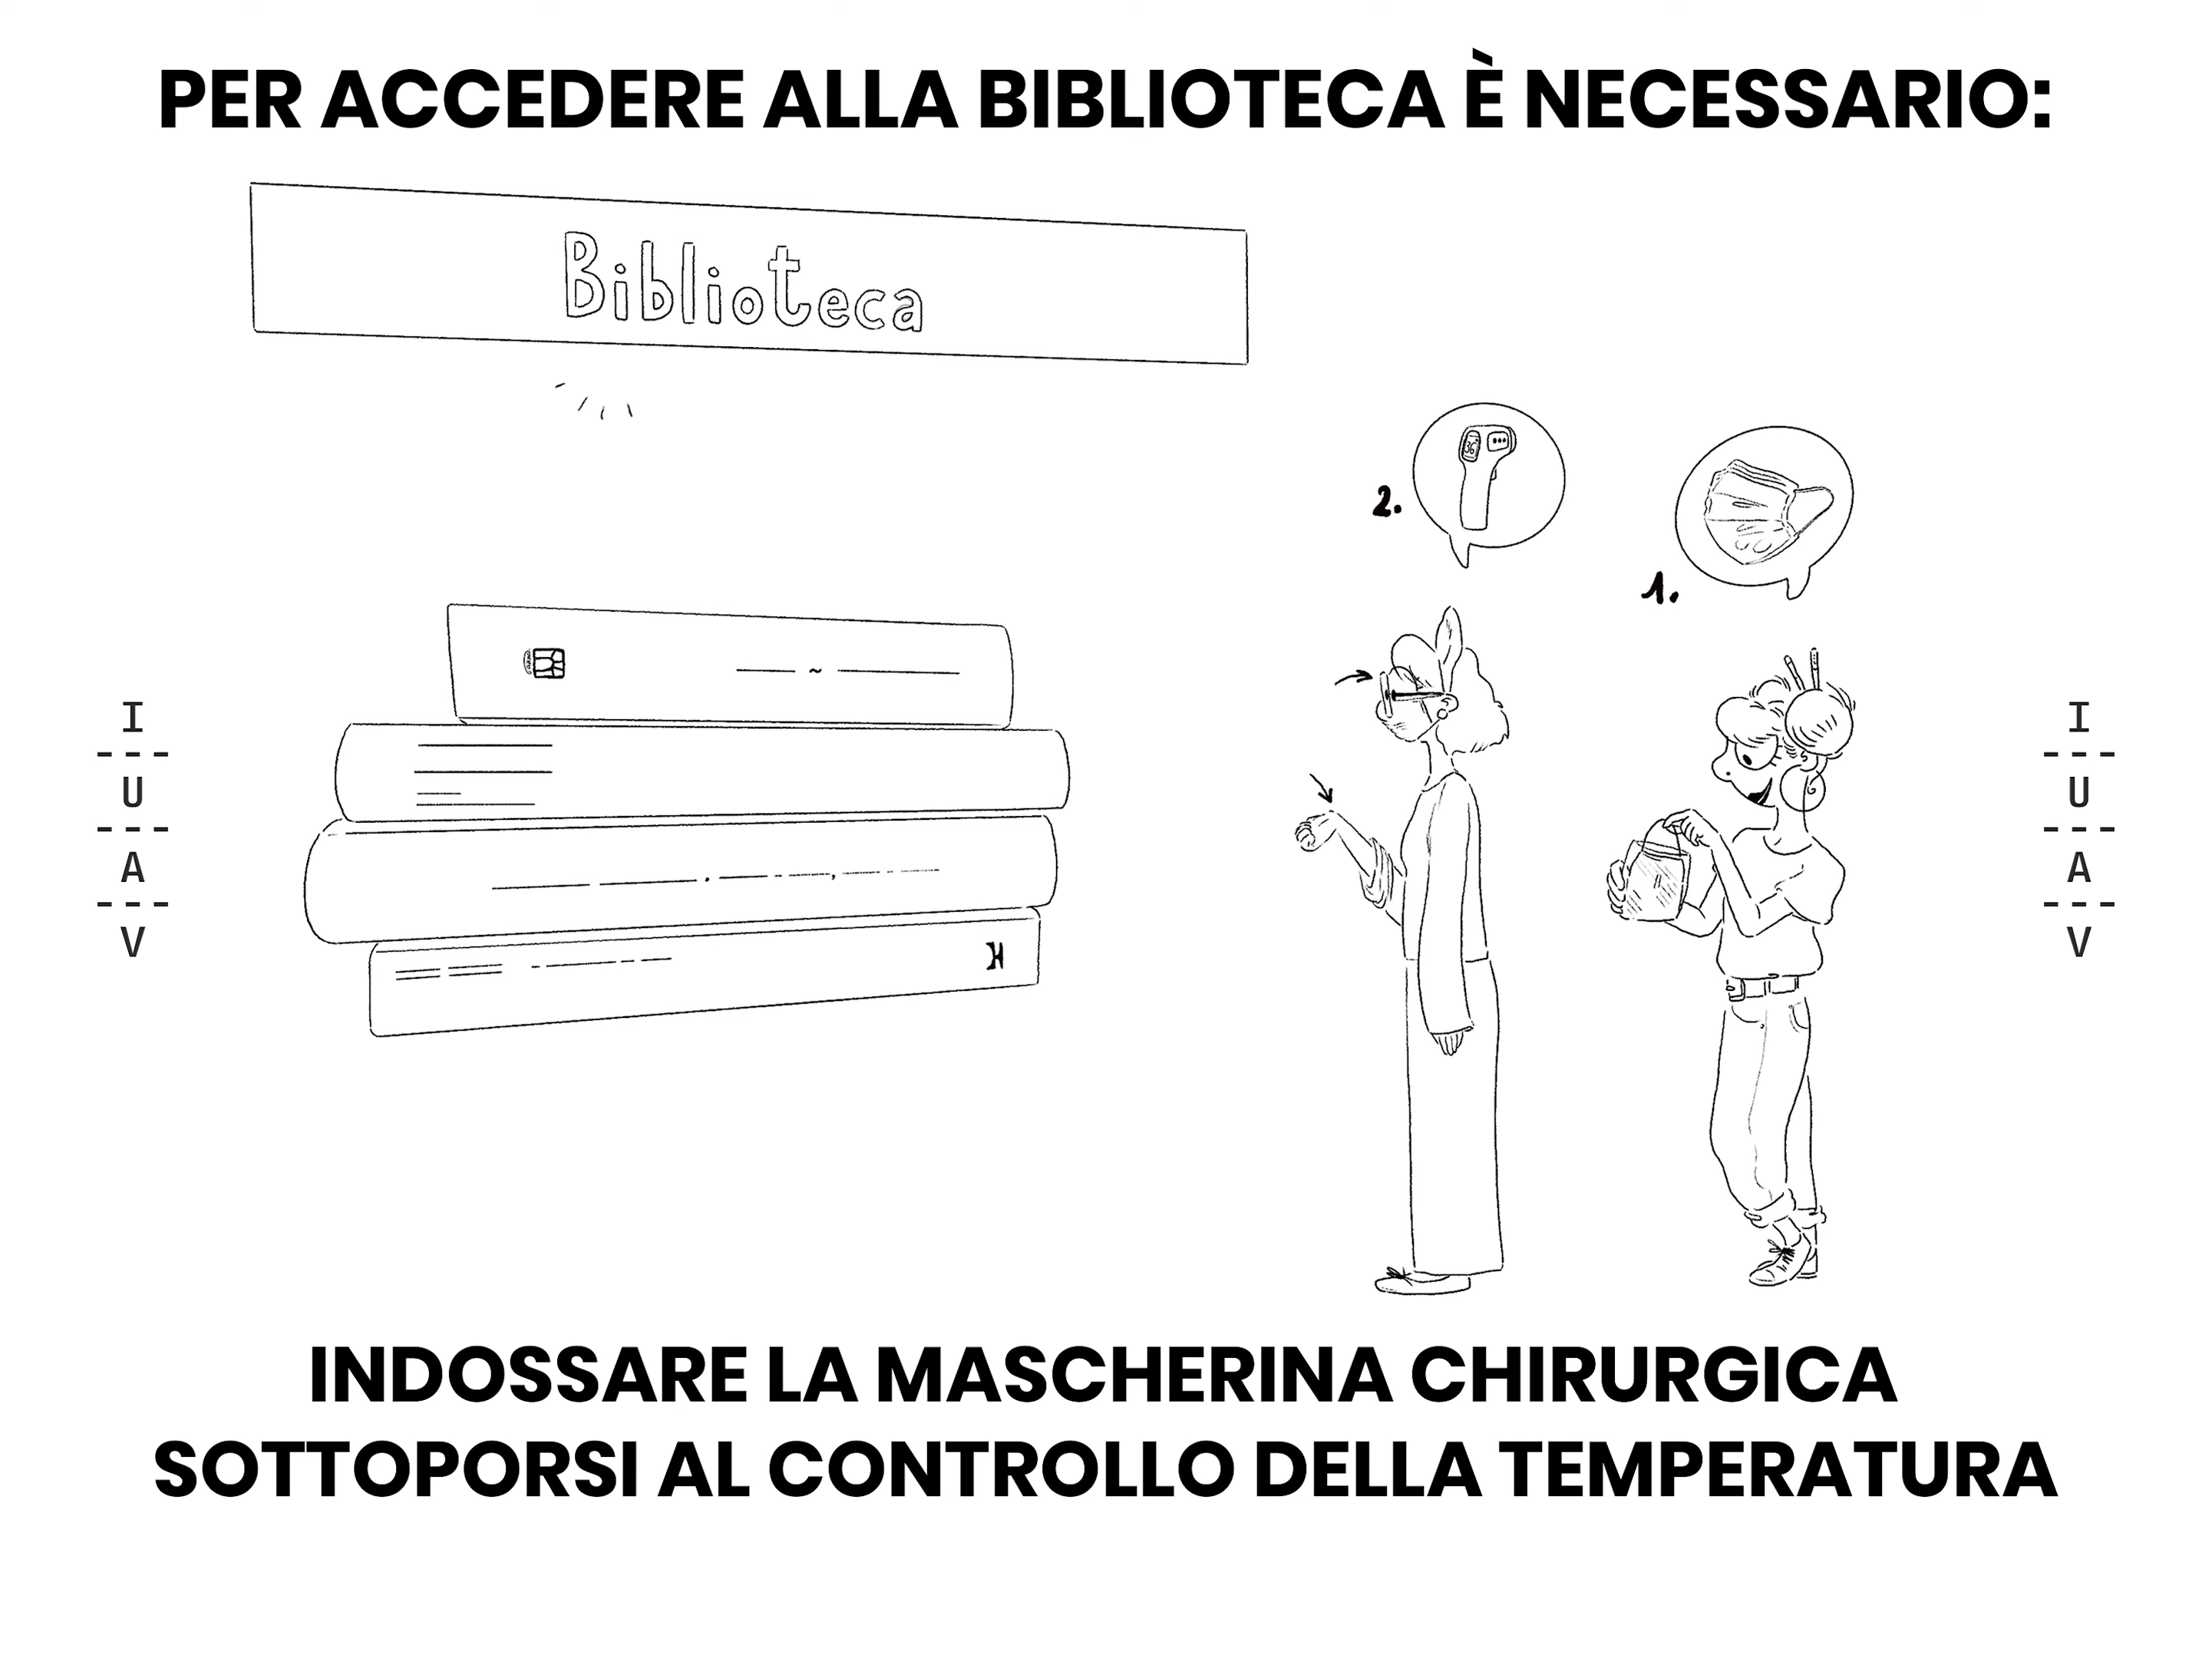 PER ACCEDERE ALLA BIBLIOTECA È NECESSARIO:
Biblioteca
2.
1.
I
U
A
V
I
U
A
V
INDOSSARE LA MASCHERINA CHIRURGICA
SOTTOPORSI AL CONTROLLO DELLA TEMPERATURA